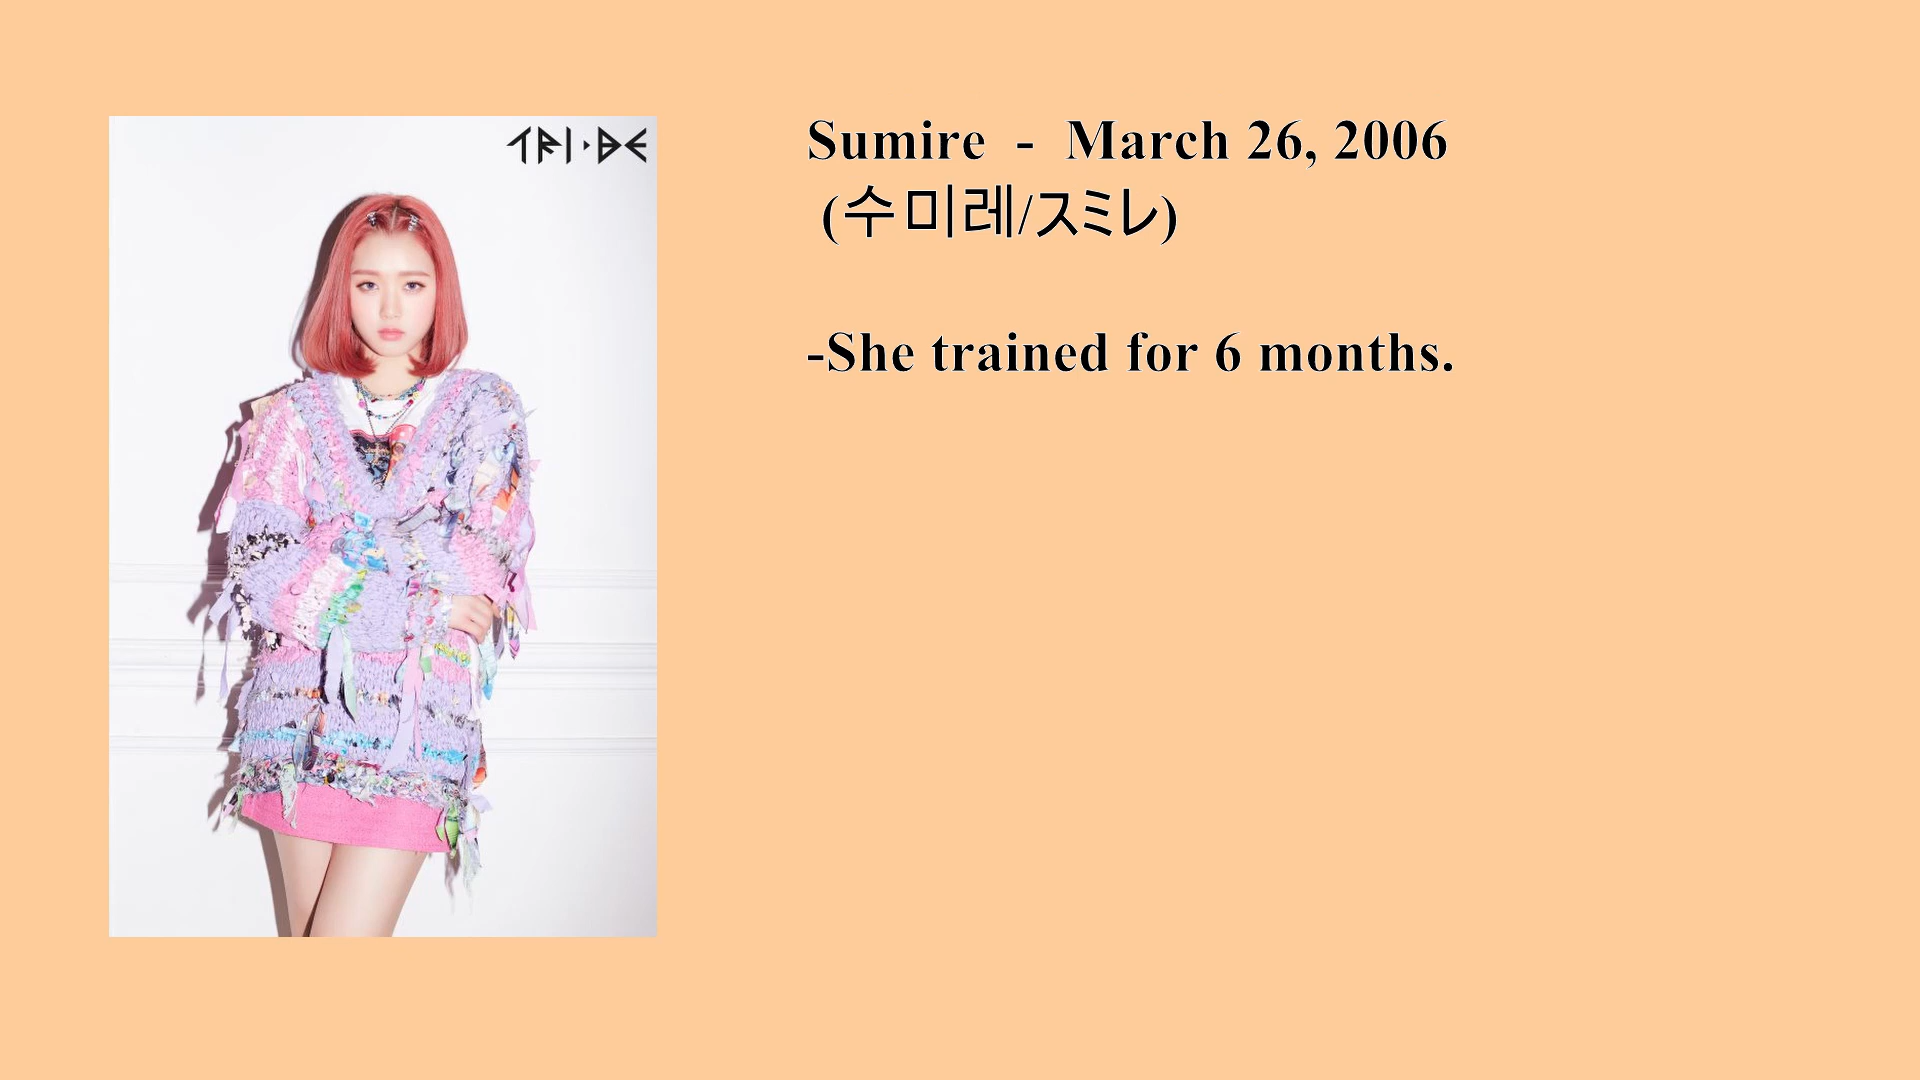 TRI·BE
Sumire - March 26, 2006
(수미레/スミレ)
-She trained for 6 months.